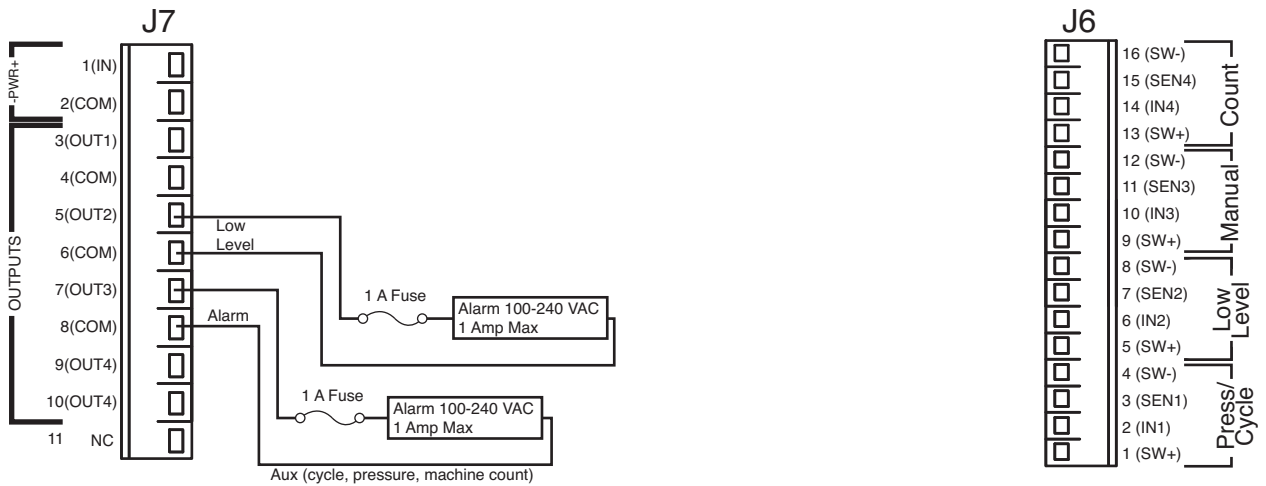 J7
-PWR+
1(IN)
2(COM)
OUTPUTS
3(OUT1)
4(COM)
5(OUT2)
6(COM)
7(OUT3)
8(COM)
9(OUT4)
10(OUT4)
11 NC
Low
Level
1 A Fuse
Alarm 100-240 VAC
1 Amp Max
Alarm
1 A Fuse
Alarm 100-240 VAC
1 Amp Max
Aux (cycle, pressure, machine count)
J6
16 (SW-)
15 (SEN4)
14 (IN4)
13 (SW+)
Count
12 (SW-)
11 (SEN3)
10 (IN3)
9 (SW+)
Manual
8 (SW-)
7 (SEN2)
6 (IN2)
5 (SW+)
Low
Level
4 (SW-)
3 (SEN1)
2 (IN1)
1 (SW+)
Press/
Cycle